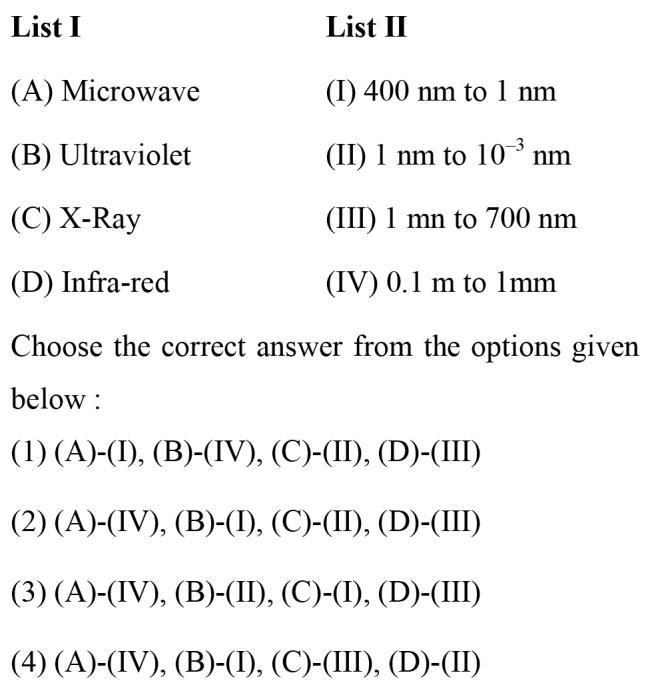 List I List II
(A) Microwave (I) 400 nm to 1 nm
(B) Ultraviolet (II) 1 nm to 10⁻³ nm
(C) X-Ray (III) 1 mn to 700 nm
(D) Infra-red (IV) 0.1 m to 1mm
Choose the correct answer from the options given
below :
(1) (A)-(I), (B)-(IV), (C)-(II), (D)-(III)
(2) (A)-(IV), (B)-(I), (C)-(II), (D)-(III)
(3) (A)-(IV), (B)-(II), (C)-(I), (D)-(III)
(4) (A)-(IV), (B)-(I), (C)-(III), (D)-(II)